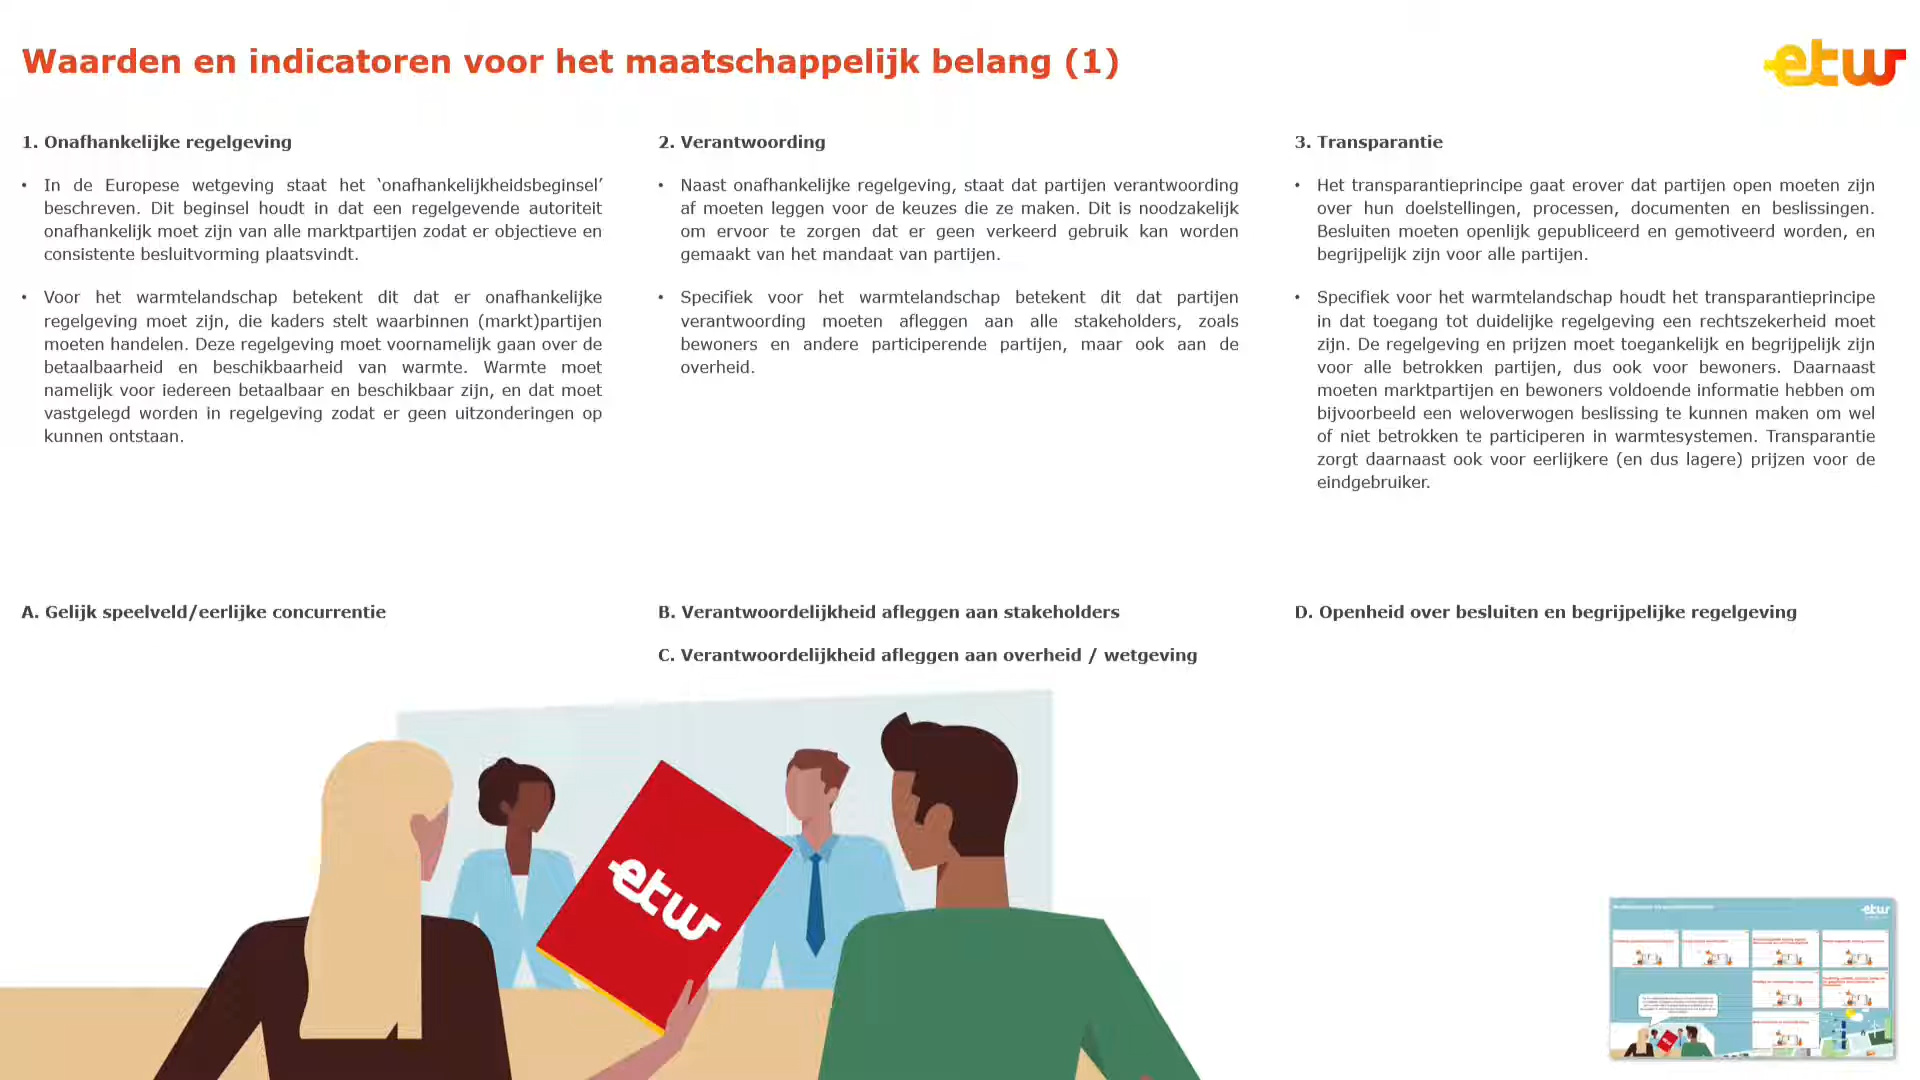 Waarden en indicatoren voor het maatschappelijk belang (1)
etw
1. Onafhankelijke regelgeving
• In de Europese wetgeving staat het ‘onafhankelijkheidsbeginsel’
beschreven. Dit beginsel houdt in dat een regelgevende autoriteit
onafhankelijk moet zijn van alle marktpartijen zodat er objectieve en
consistente besluitvorming plaatsvindt.
• Voor het warmtelandschap betekent dit dat er onafhankelijke
regelgeving moet zijn, die kaders stelt waarbinnen (markt)partijen
moeten handelen. Deze regelgeving moet voornamelijk gaan over de
betaalbaarheid en beschikbaarheid van warmte. Warmte moet
namelijk voor iedereen betaalbaar en beschikbaar zijn, en dat moet
vastgelegd worden in regelgeving zodat er geen uitzonderingen op
kunnen ontstaan.
A. Gelijk speelveld/eerlijke concurrentie
2. Verantwoording
• Naast onafhankelijke regelgeving, staat dat partijen verantwoording
af moeten leggen voor de keuzes die ze maken. Dit is noodzakelijk
om ervoor te zorgen dat er geen verkeerd gebruik kan worden
gemaakt van het mandaat van partijen.
• Specifiek voor het warmtelandschap betekent dit dat partijen
verantwoording moeten afleggen aan alle stakeholders, zoals
bewoners en andere participerende partijen, maar ook aan de
overheid.
B. Verantwoordelijkheid afleggen aan stakeholders
C. Verantwoordelijkheid afleggen aan overheid / wetgeving
3. Transparantie
• Het transparantieprincipe gaat erover dat partijen open moeten zijn
over hun doelstellingen, processen, documenten en beslissingen.
Besluiten moeten openlijk gepubliceerd en gemotiveerd worden, en
begrijpelijk zijn voor alle partijen.
• Specifiek voor het warmtelandschap houdt het transparantieprincipe
in dat toegang tot duidelijke regelgeving een rechtszekerheid moet
zijn. De regelgeving en prijzen moet toegankelijk en begrijpelijk zijn
voor alle betrokken partijen, dus ook voor bewoners. Daarnaast
moeten marktpartijen en bewoners voldoende informatie hebben om
bijvoorbeeld een weloverwogen beslissing te kunnen maken om wel
of niet betrokken te participeren in warmtesystemen. Transparantie
zorgt daarnaast ook voor eerlijkere (en dus lagere) prijzen voor de
eindgebruiker.
D. Openheid over besluiten en begrijpelijke regelgeving
etw
etw